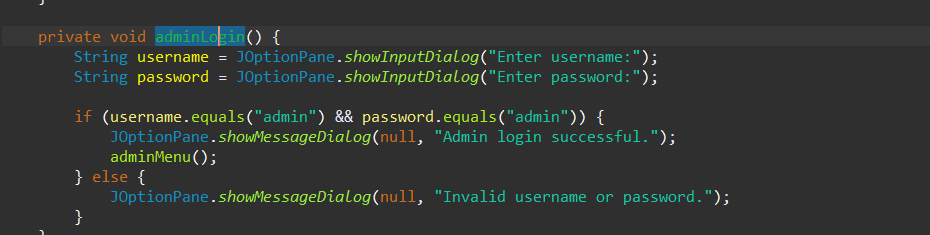 }
private void adminLogin() {
String username = JOptionPane.showInputDialog("Enter username:");
String password = JOptionPane.showInputDialog("Enter password:");
if (username.equals("admin") && password.equals("admin")) {
JOptionPane.showMessageDialog(null, "Admin login successful.");
adminMenu();
} else {
JOptionPane.showMessageDialog(null, "Invalid username or password.");
}
}